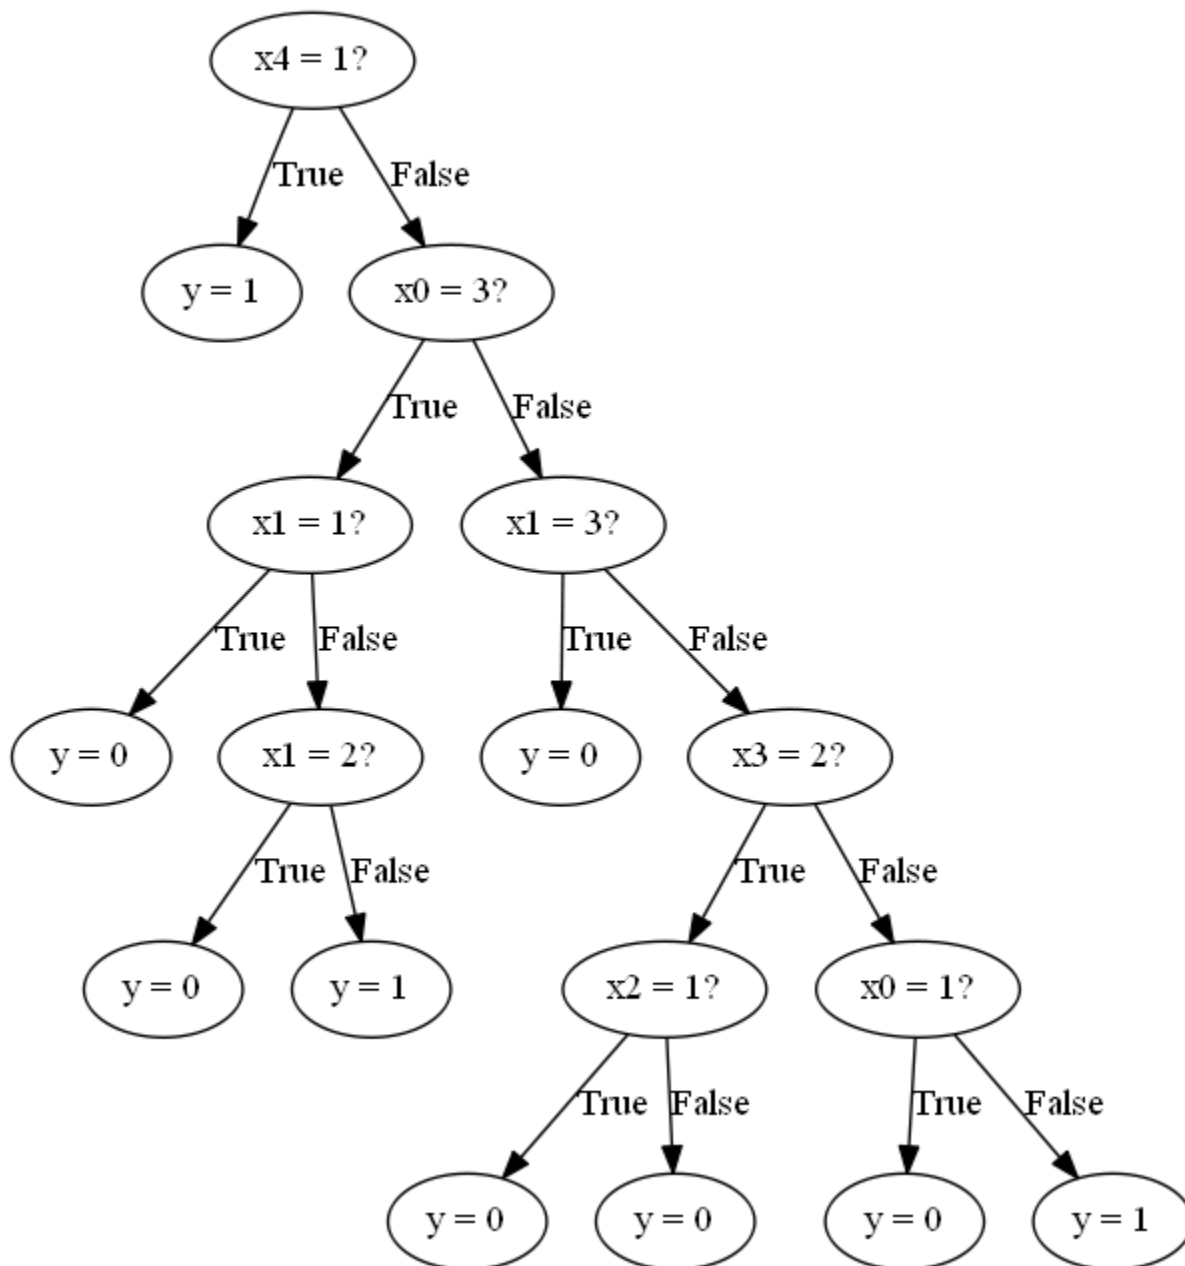 x4 = 1?
True
False
y = 1
x0 = 3?
True
False
x1 = 1?
x1 = 3?
True
False
True
False
y = 0
x1 = 2?
y = 0
x3 = 2?
True
False
True
False
y = 0
y = 1
x2 = 1?
x0 = 1?
True
False
True
False
y = 0
y = 0
y = 0
y = 1